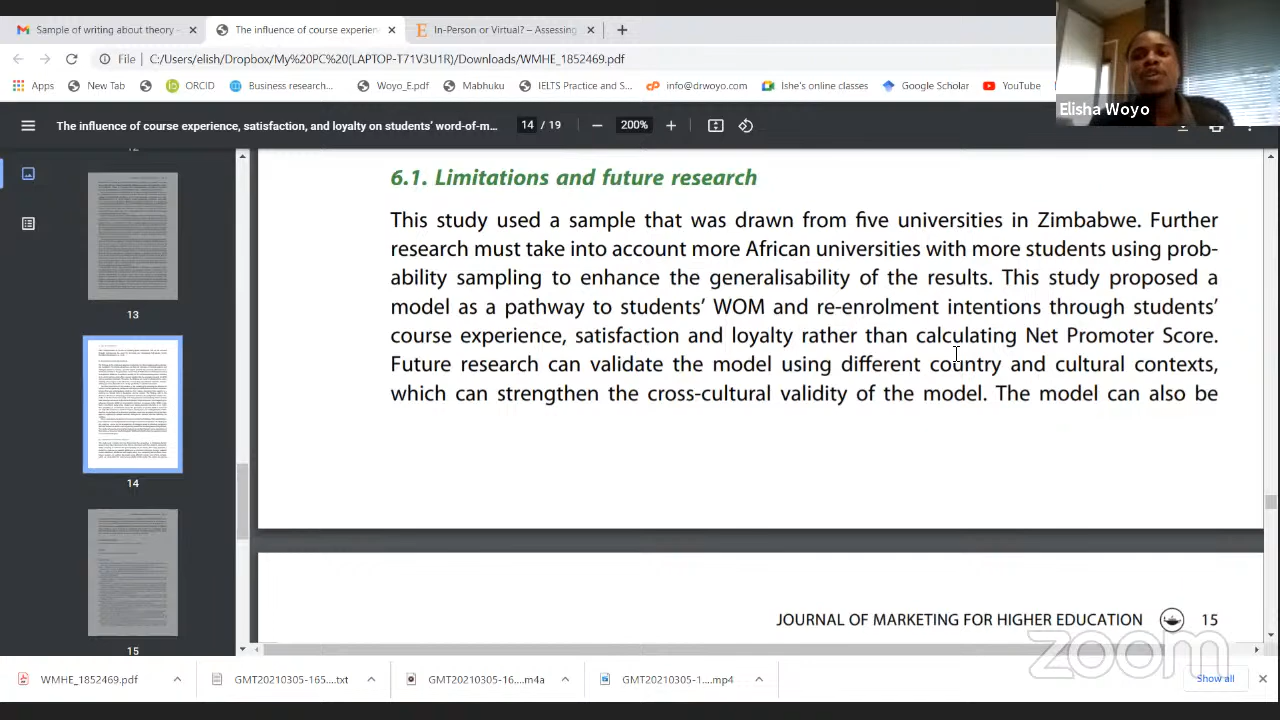 Sample of writing about theory –
The influence of course experien
In-Person or Virtual? – Assessing
File
C:/Users/elish/Dropbox/My%20PC%20(LAPTOP-T71V3U1R)/Downloads/WMHE_1852469.pdf
Apps
New Tab
ORCID
Business research...
Woyo_E.pdf
Mabhuku
(1) Practice and S...
info@drwoyo.com
Ishe's online classes
Google Scholar
YouTube
Elisha Woyo
The influence of course experience, satisfaction, and loyalty on students' word-of-m...
14 /
200%
12
13
14
15
6.1. Limitations and future research
This study used a sample that was drawn from five universities in Zimbabwe. Further
research must take into account more African universities with more students using prob-
ability sampling to enhance the generalisability of the results. This study proposed a
model as a pathway to students' WOM and re-enrolment intentions through students'
course experience, satisfaction and loyalty rather than calculating Net Promoter Score.
Future research can validate the model using different country and cultural contexts,
which can strengthen the cross-cultural validity of the model. The model can also be
JOURNAL OF MARKETING FOR HIGHER EDUCATION 15
zoom
WMHE_1852469.pdf
GMT20210305-165....txt
GMT20210305-16....m4a
GMT20210305-1....mp4
Show all